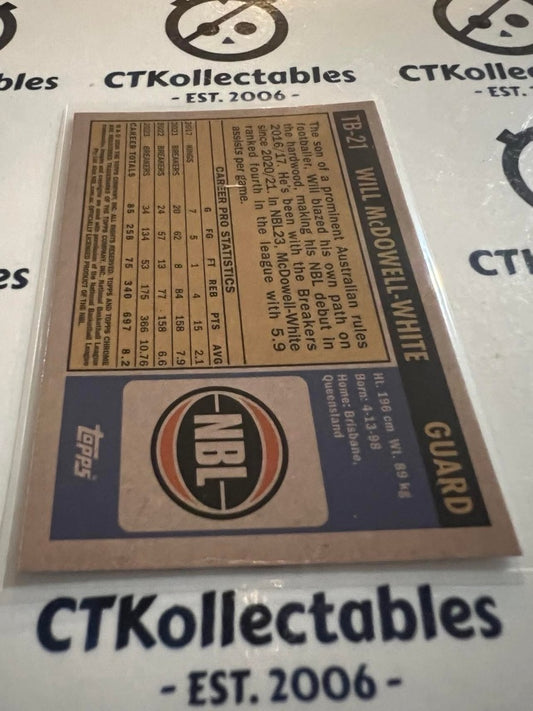 bles
CTKollectables
- EST. 2006 -
CTKollectables
- EST.
es
CTK
TB-21 WILL McDOWELL-WHITE GUARD
The son of a prominent Australian rules
footballer, Will blazed his own path on
the hardwood, making his NBL debut in
2016/17. He's been with the Breakers
since 2020/21. In NBL23, McDowell-White
ranked fourth in the league with 5.9
assists per game.
CAREER PRO STATISTICS
G FG FT REB PTS AVG
2017 KINGS 7 5 1 4 15 2.1
2021 BREAKERS 20 62 8 84 158 7.9
2022 BREAKERS 24 57 13 77 158 6.6
2023 BREAKERS 34 134 53 175 366 10.76
CAREER TOTALS 85 258 75 340 697 8.2
Ht. 196 cm Wt. 89 kg
Born: 4-13-98
Home: Brisbane,
Queensland
NBL
topps
CTKollectables
- EST. 2006 -